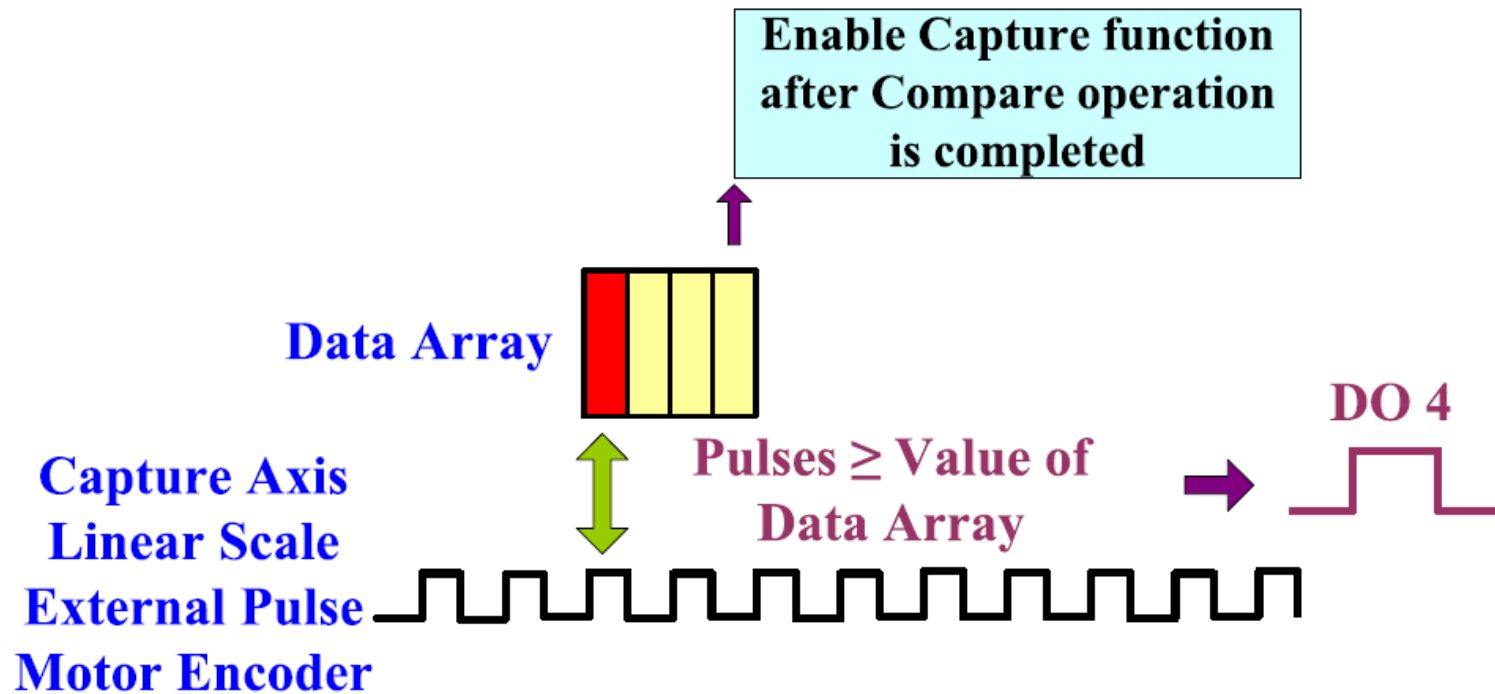 Enable Capture function
after Compare operation
is completed
Data Array
DO 4
Pulses ≥ Value of
Data Array
Capture Axis
Linear Scale
External Pulse
Motor Encoder